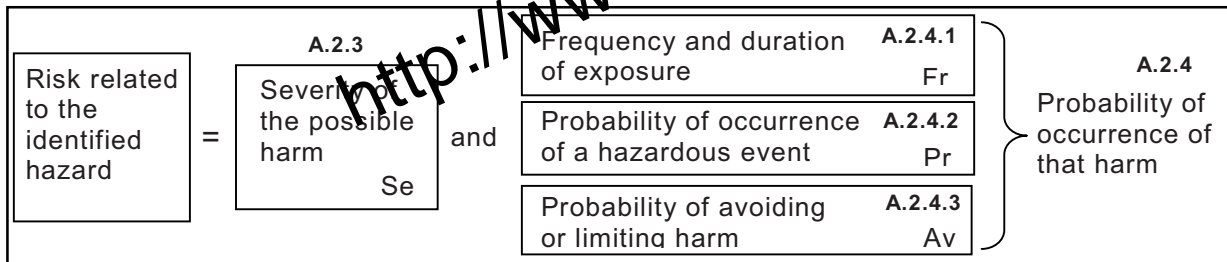 Risk related
to the
identified
hazard
=
A.2.3
Severity of
the possible
harm
Se
and
Frequency and duration
of exposure
A.2.4.1
Fr
Probability of occurrence
of a hazardous event
A.2.4.2
Pr
Probability of avoiding
or limiting harm
A.2.4.3
Av
A.2.4
Probability of
occurrence of
that harm
http://ww